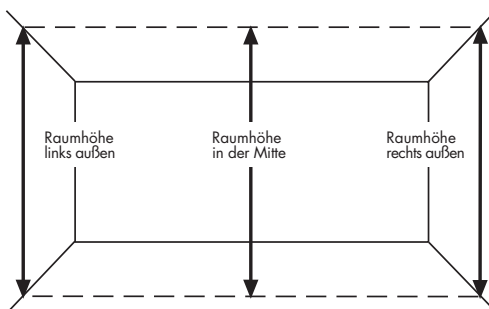 Raumhöhe
links außen
Raumhöhe
in der Mitte
Raumhöhe
rechts außen